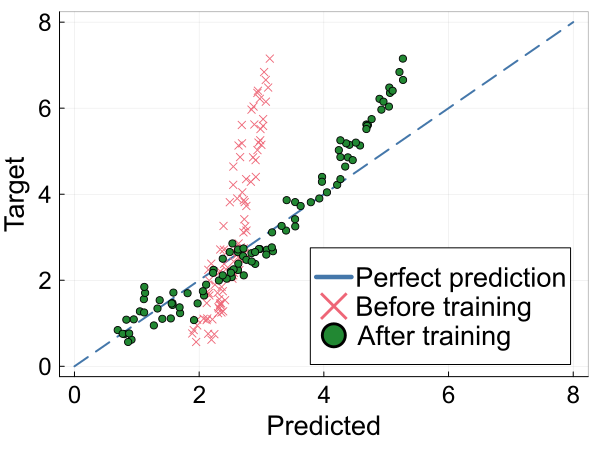 8
6
4
2
0
Target
Perfect prediction
Before training
After training
0 2 4 6 8
Predicted